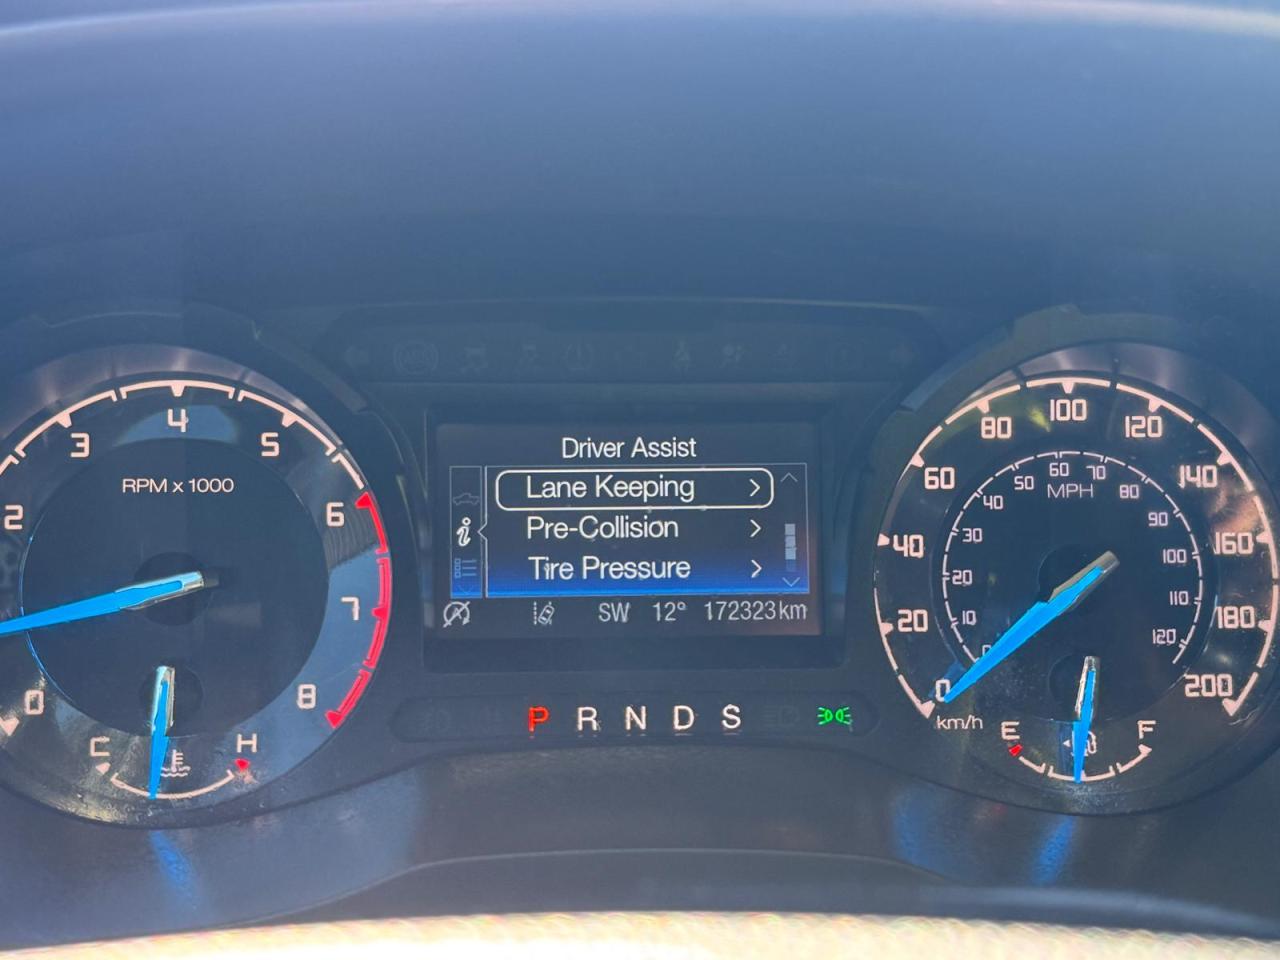 Driver Assist
Lane Keeping
Pre-Collision
Tire Pressure
SW 12° 172323 km
P R N D S
0 2 3 4 5 6 7 8
RPM x 1000
C H
0 20 40 60 80 100 120 140 160 180 200
km/h
10 20 30 40 50 60 70 80 90 100 110 120
MPH
E F